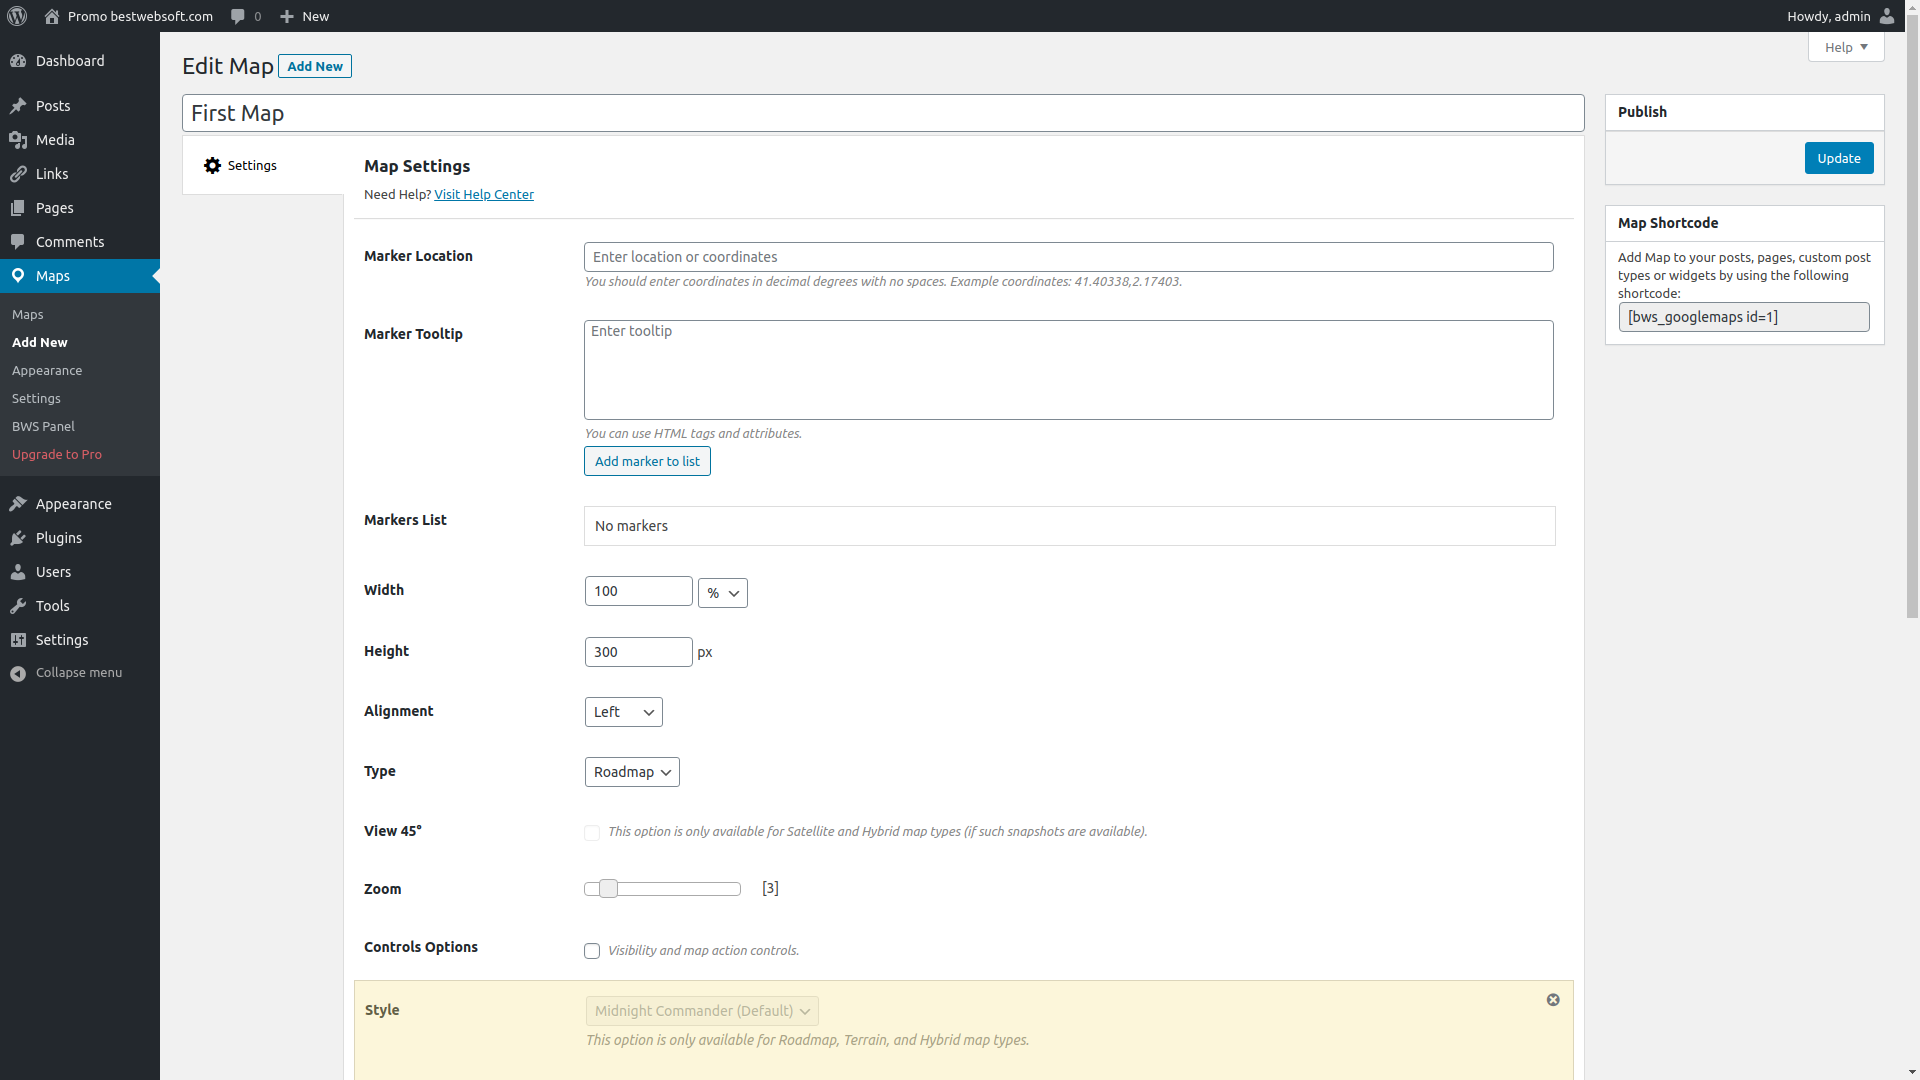 Promo bestwebsoft.com 0 New Howdy, admin
Help
Dashboard
Posts
Media
Links
Pages
Comments
Maps
Maps
Add New
Appearance
Settings
BWS Panel
Upgrade to Pro
Appearance
Plugins
Users
Tools
Settings
Collapse menu
Edit Map Add New
First Map
Settings
Map Settings
Need Help? Visit Help Center
Marker Location
Enter location or coordinates
You should enter coordinates in decimal degrees with no spaces. Example coordinates: 41.40338,2.17403.
Marker Tooltip
Enter tooltip
You can use HTML tags and attributes.
Add marker to list
Markers List
No markers
Width
100 %
Height
300 px
Alignment
Left
Type
Roadmap
View 45°
This option is only available for Satellite and Hybrid map types (if such snapshots are available).
Zoom
[3]
Controls Options
Visibility and map action controls.
Style
Midnight Commander (Default)
This option is only available for Roadmap, Terrain, and Hybrid map types.
Publish
Update
Map Shortcode
Add Map to your posts, pages, custom post
types or widgets by using the following
shortcode:
[bws_googlemaps id=1]